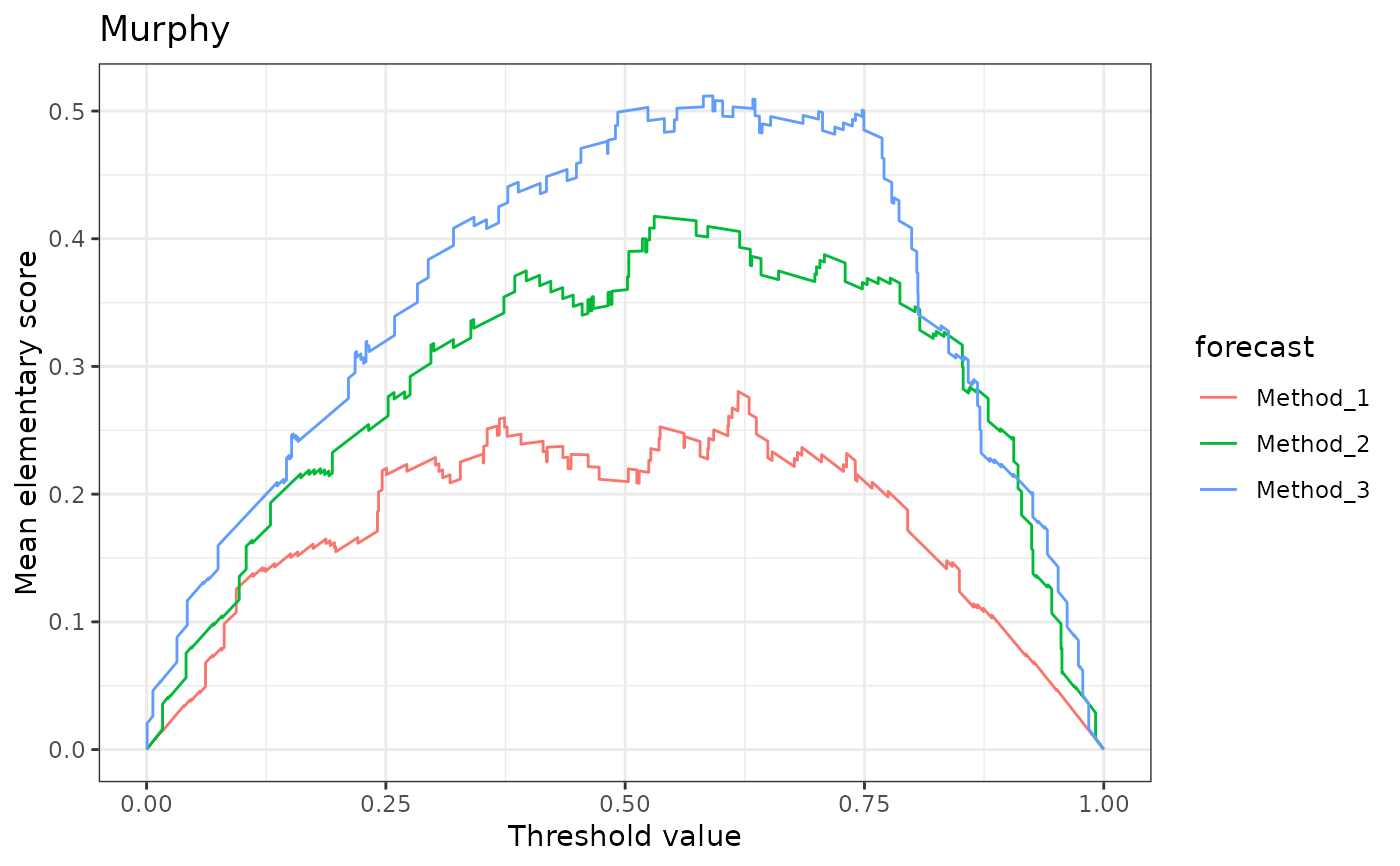 Murphy
0.5
0.4
0.3
0.2
0.1
0.0
Mean elementary score
0.00 0.25 0.50 0.75 1.00
Threshold value
forecast
Method_1
Method_2
Method_3